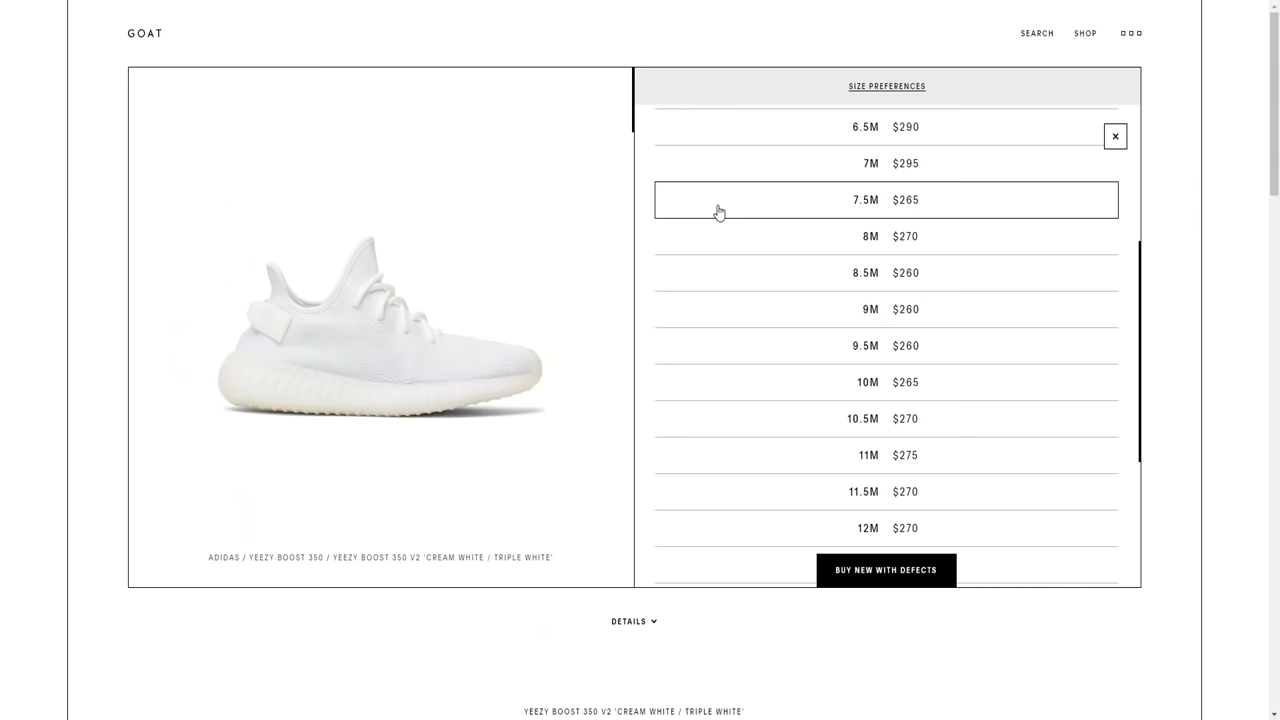 GOAT
SEARCH SHOP
SIZE PREFERENCES
6.5M $290
×
7M $295
7.5M $265
8M $270
8.5M $260
9M $260
9.5M $260
10M $265
10.5M $270
11M $275
11.5M $270
12M $270
BUY NEW WITH DEFECTS
ADIDAS / YEEZY BOOST 350 / YEEZY BOOST 350 V2 'CREAM WHITE / TRIPLE WHITE'
DETAILS
YEEZY BOOST 350 V2 'CREAM WHITE / TRIPLE WHITE'